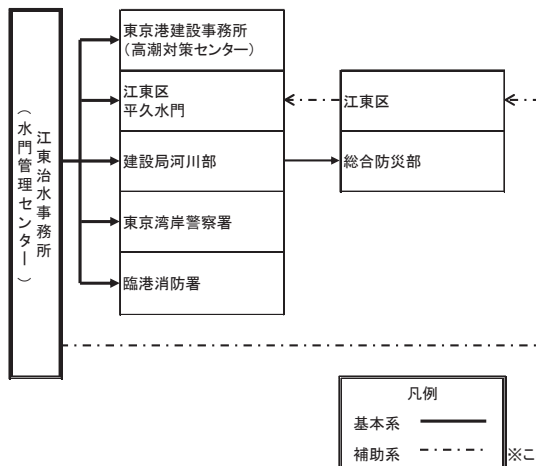 江東治水事務所
（水門管理センター）
東京港建設事務所
（高潮対策センター）
江東区
平久水門
建設局河川部
東京湾岸警察署
臨港消防署
江東区
総合防災部
凡例
基本系
補助系
※こ